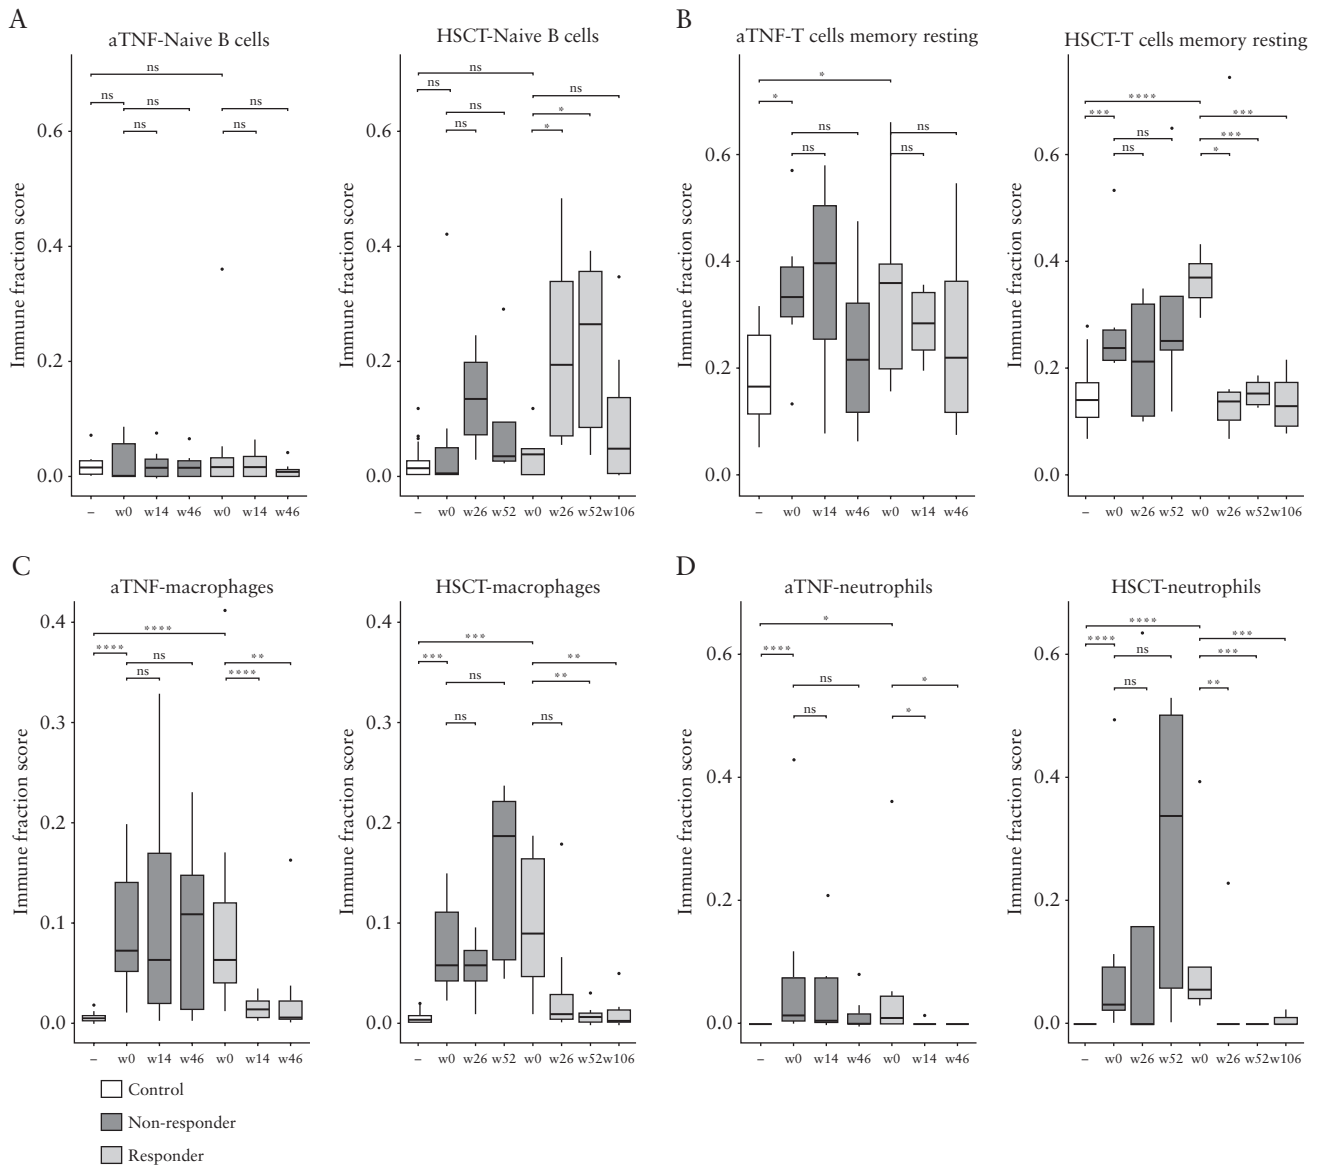 A
aTNF-Naive B cells
HSCT-Naive B cells
Immune fraction score
0.6
0.4
0.2
0.0
ns
ns
ns
ns
ns
ns
– w0 w14 w46 w0 w14 w46
Immune fraction score
0.6
0.4
0.2
0.0
ns
ns
ns
ns
ns
*
*
– w0 w26 w52 w0 w26 w52 w106
B
aTNF-T cells memory resting
HSCT-T cells memory resting
Immune fraction score
0.6
0.4
0.2
0.0
*
*
ns
ns
ns
ns
– w0 w14 w46 w0 w14 w46
Immune fraction score
0.6
0.4
0.2
0.0
****
***
***
ns
***
ns
*
– w0 w26 w52 w0 w26 w52 w106
C
aTNF-macrophages
HSCT-macrophages
Immune fraction score
0.4
0.3
0.2
0.1
0.0
****
****
ns
**
ns
****
– w0 w14 w46 w0 w14 w46
Immune fraction score
0.4
0.3
0.2
0.1
0.0
***
***
**
ns
**
ns
ns
– w0 w26 w52 w0 w26 w52 w106
D
aTNF-neutrophils
HSCT-neutrophils
Immune fraction score
0.6
0.4
0.2
0.0
*
****
ns
*
ns
*
– w0 w14 w46 w0 w14 w46
Immune fraction score
0.6
0.4
0.2
0.0
****
****
***
ns
***
ns
**
– w0 w26 w52 w0 w26 w52 w106
Control
Non-responder
Responder